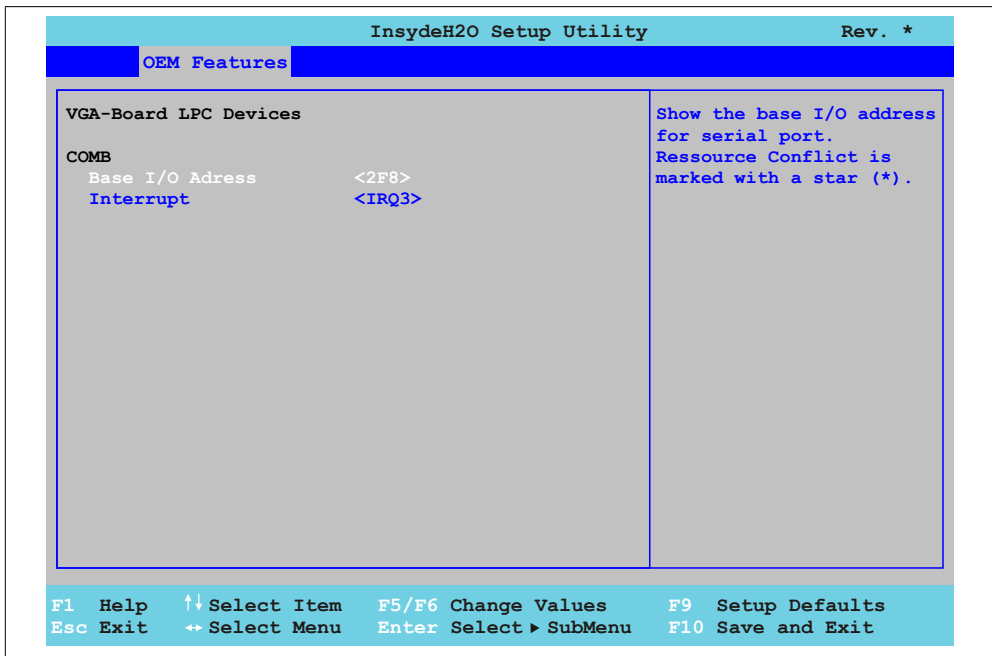 InsydeH2O Setup Utility Rev. *
OEM Features
VGA-Board LPC Devices
COMB
Base I/O Adress <2F8>
Interrupt <IRQ3>
Show the base I/O address
for serial port.
Ressource Conflict is
marked with a star (*).
F1 Help ↑↓ Select Item F5/F6 Change Values F9 Setup Defaults
Esc Exit ↔ Select Menu Enter Select ▶ SubMenu F10 Save and Exit